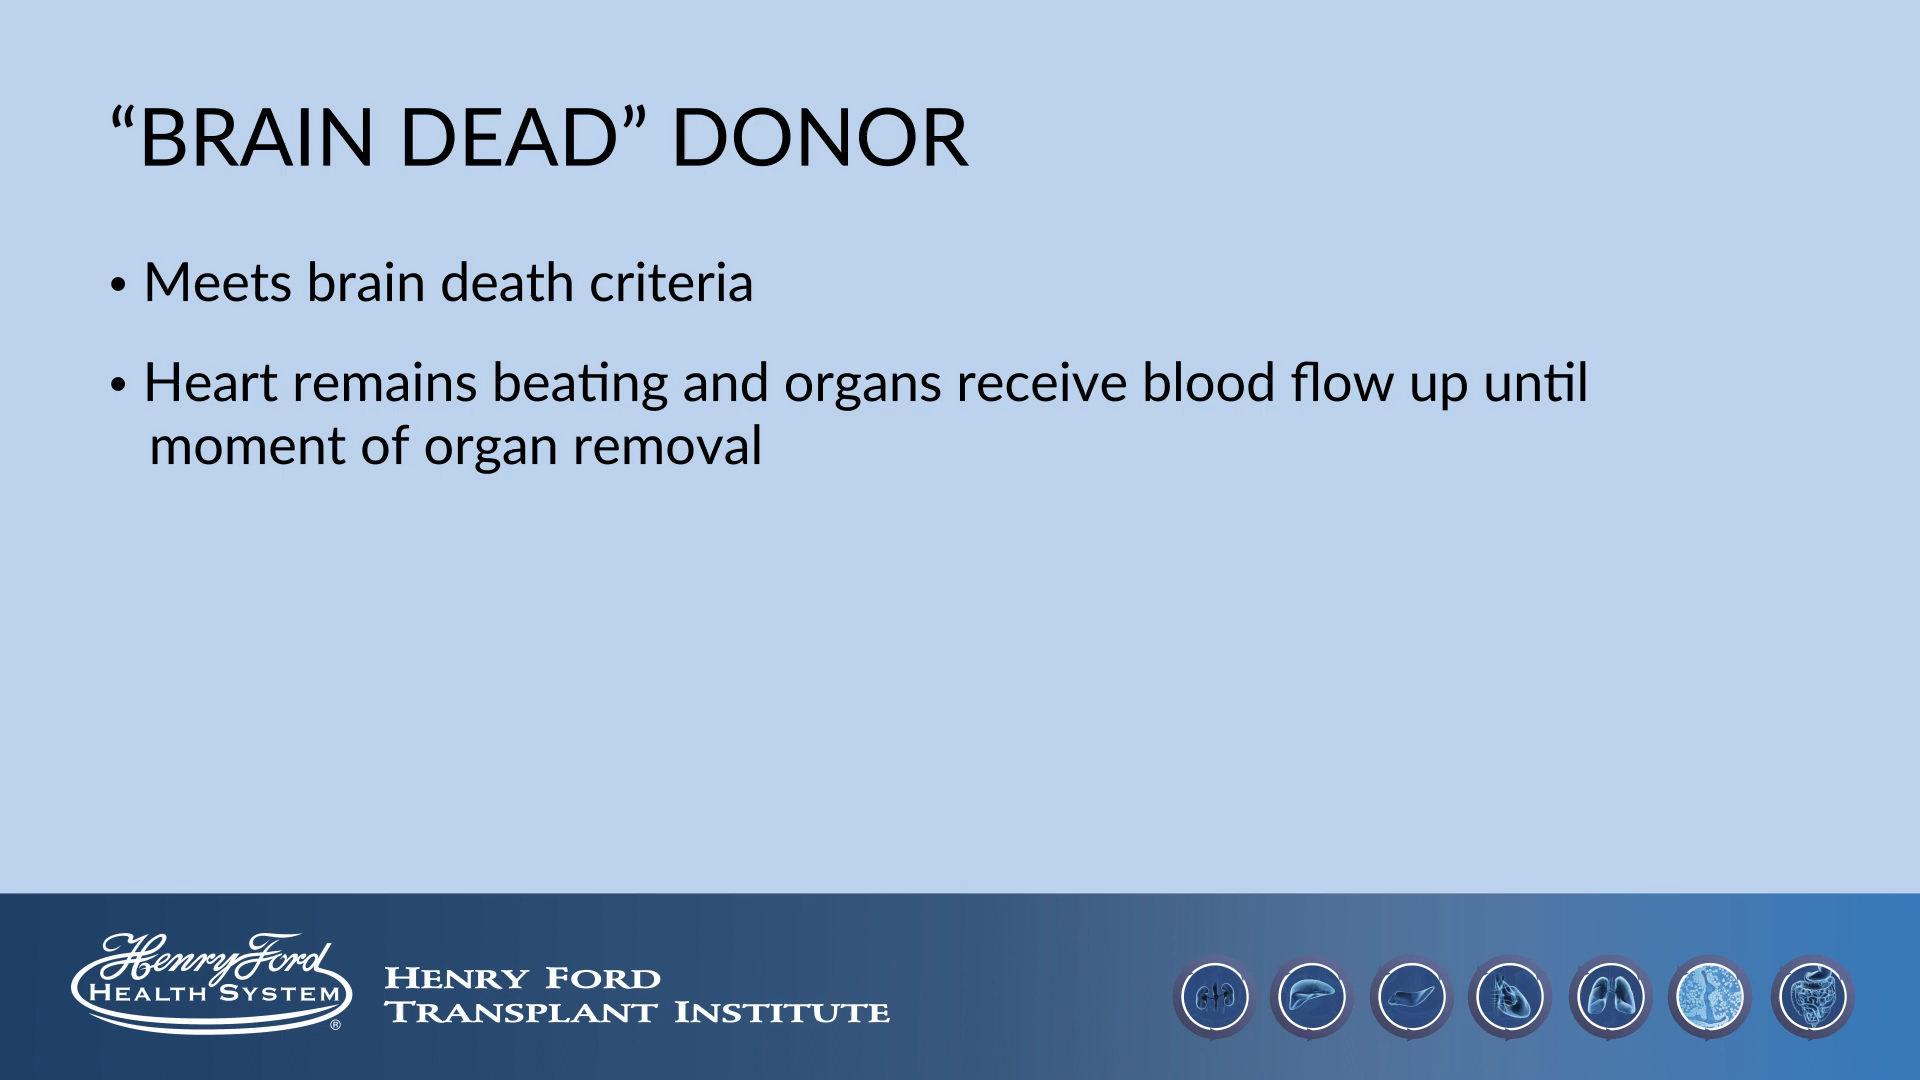 “BRAIN DEAD” DONOR
• Meets brain death criteria
• Heart remains beating and organs receive blood flow up until
moment of organ removal
Henry Ford
HEALTH SYSTEM
®
HENRY FORD
TRANSPLANT INSTITUTE